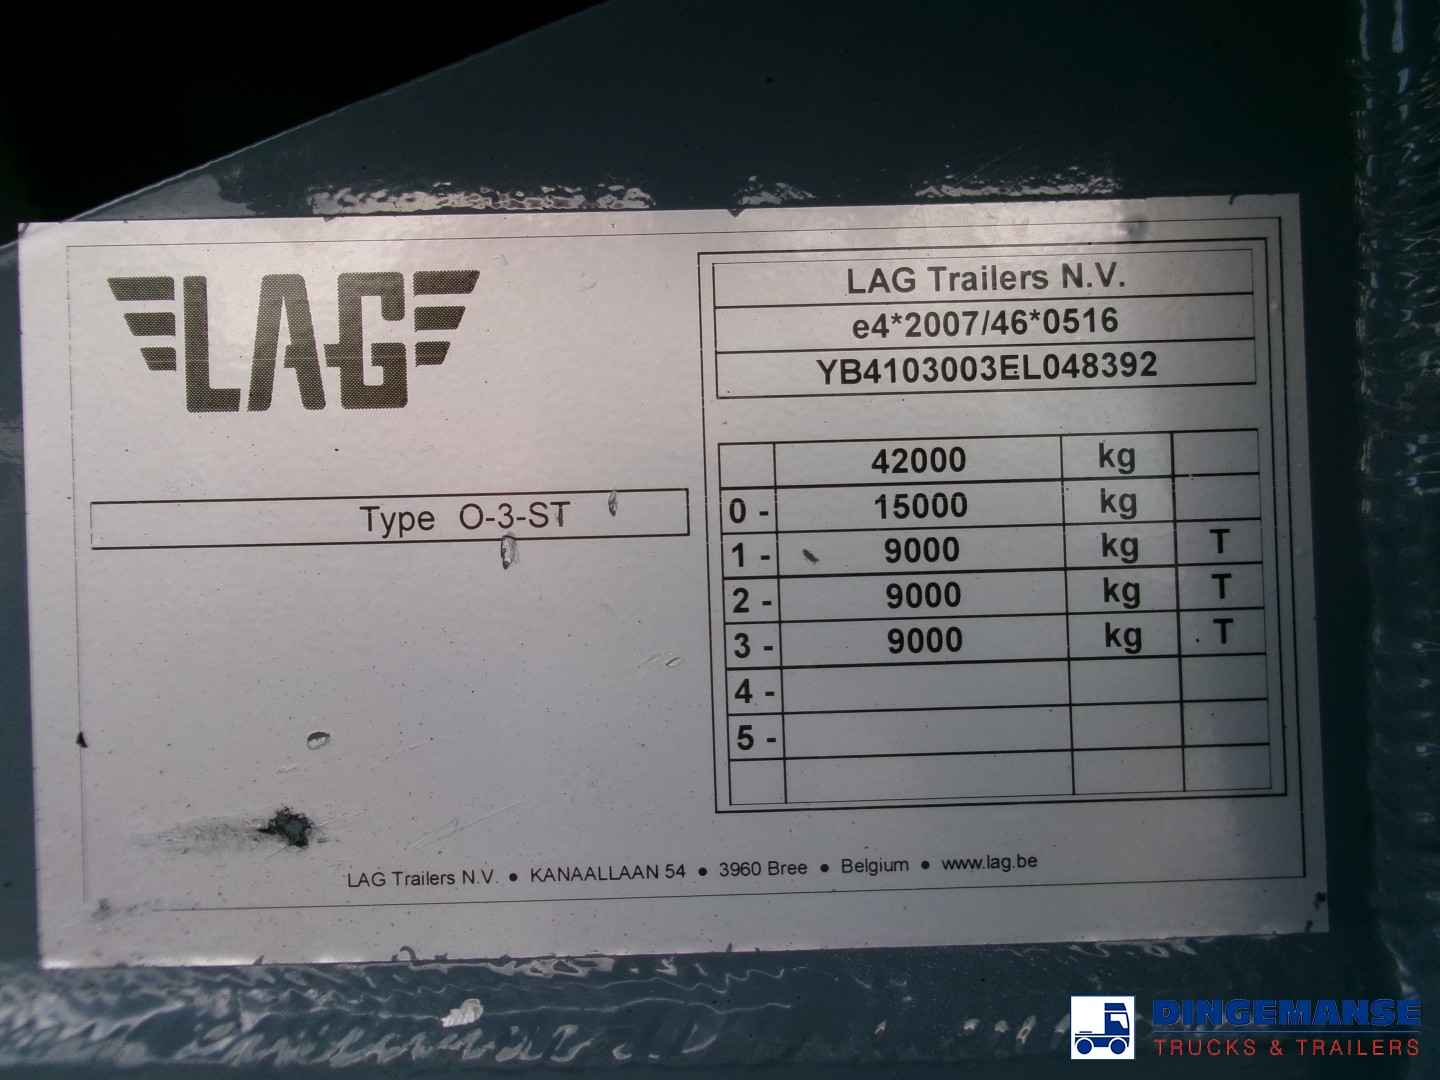 LAG
Type O-3-ST
LAG Trailers N.V.
e4*2007/46*0516
YB4103003EL048392
42000 kg
0 - 15000 kg
1 - 9000 kg T
2 - 9000 kg T
3 - 9000 kg T
4 -
5 -
LAG Trailers N.V. ● KANAALLAAN 54 ● 3960 Bree ● Belgium ● www.lag.be
DINGEMANSE
TRUCKS & TRAILERS